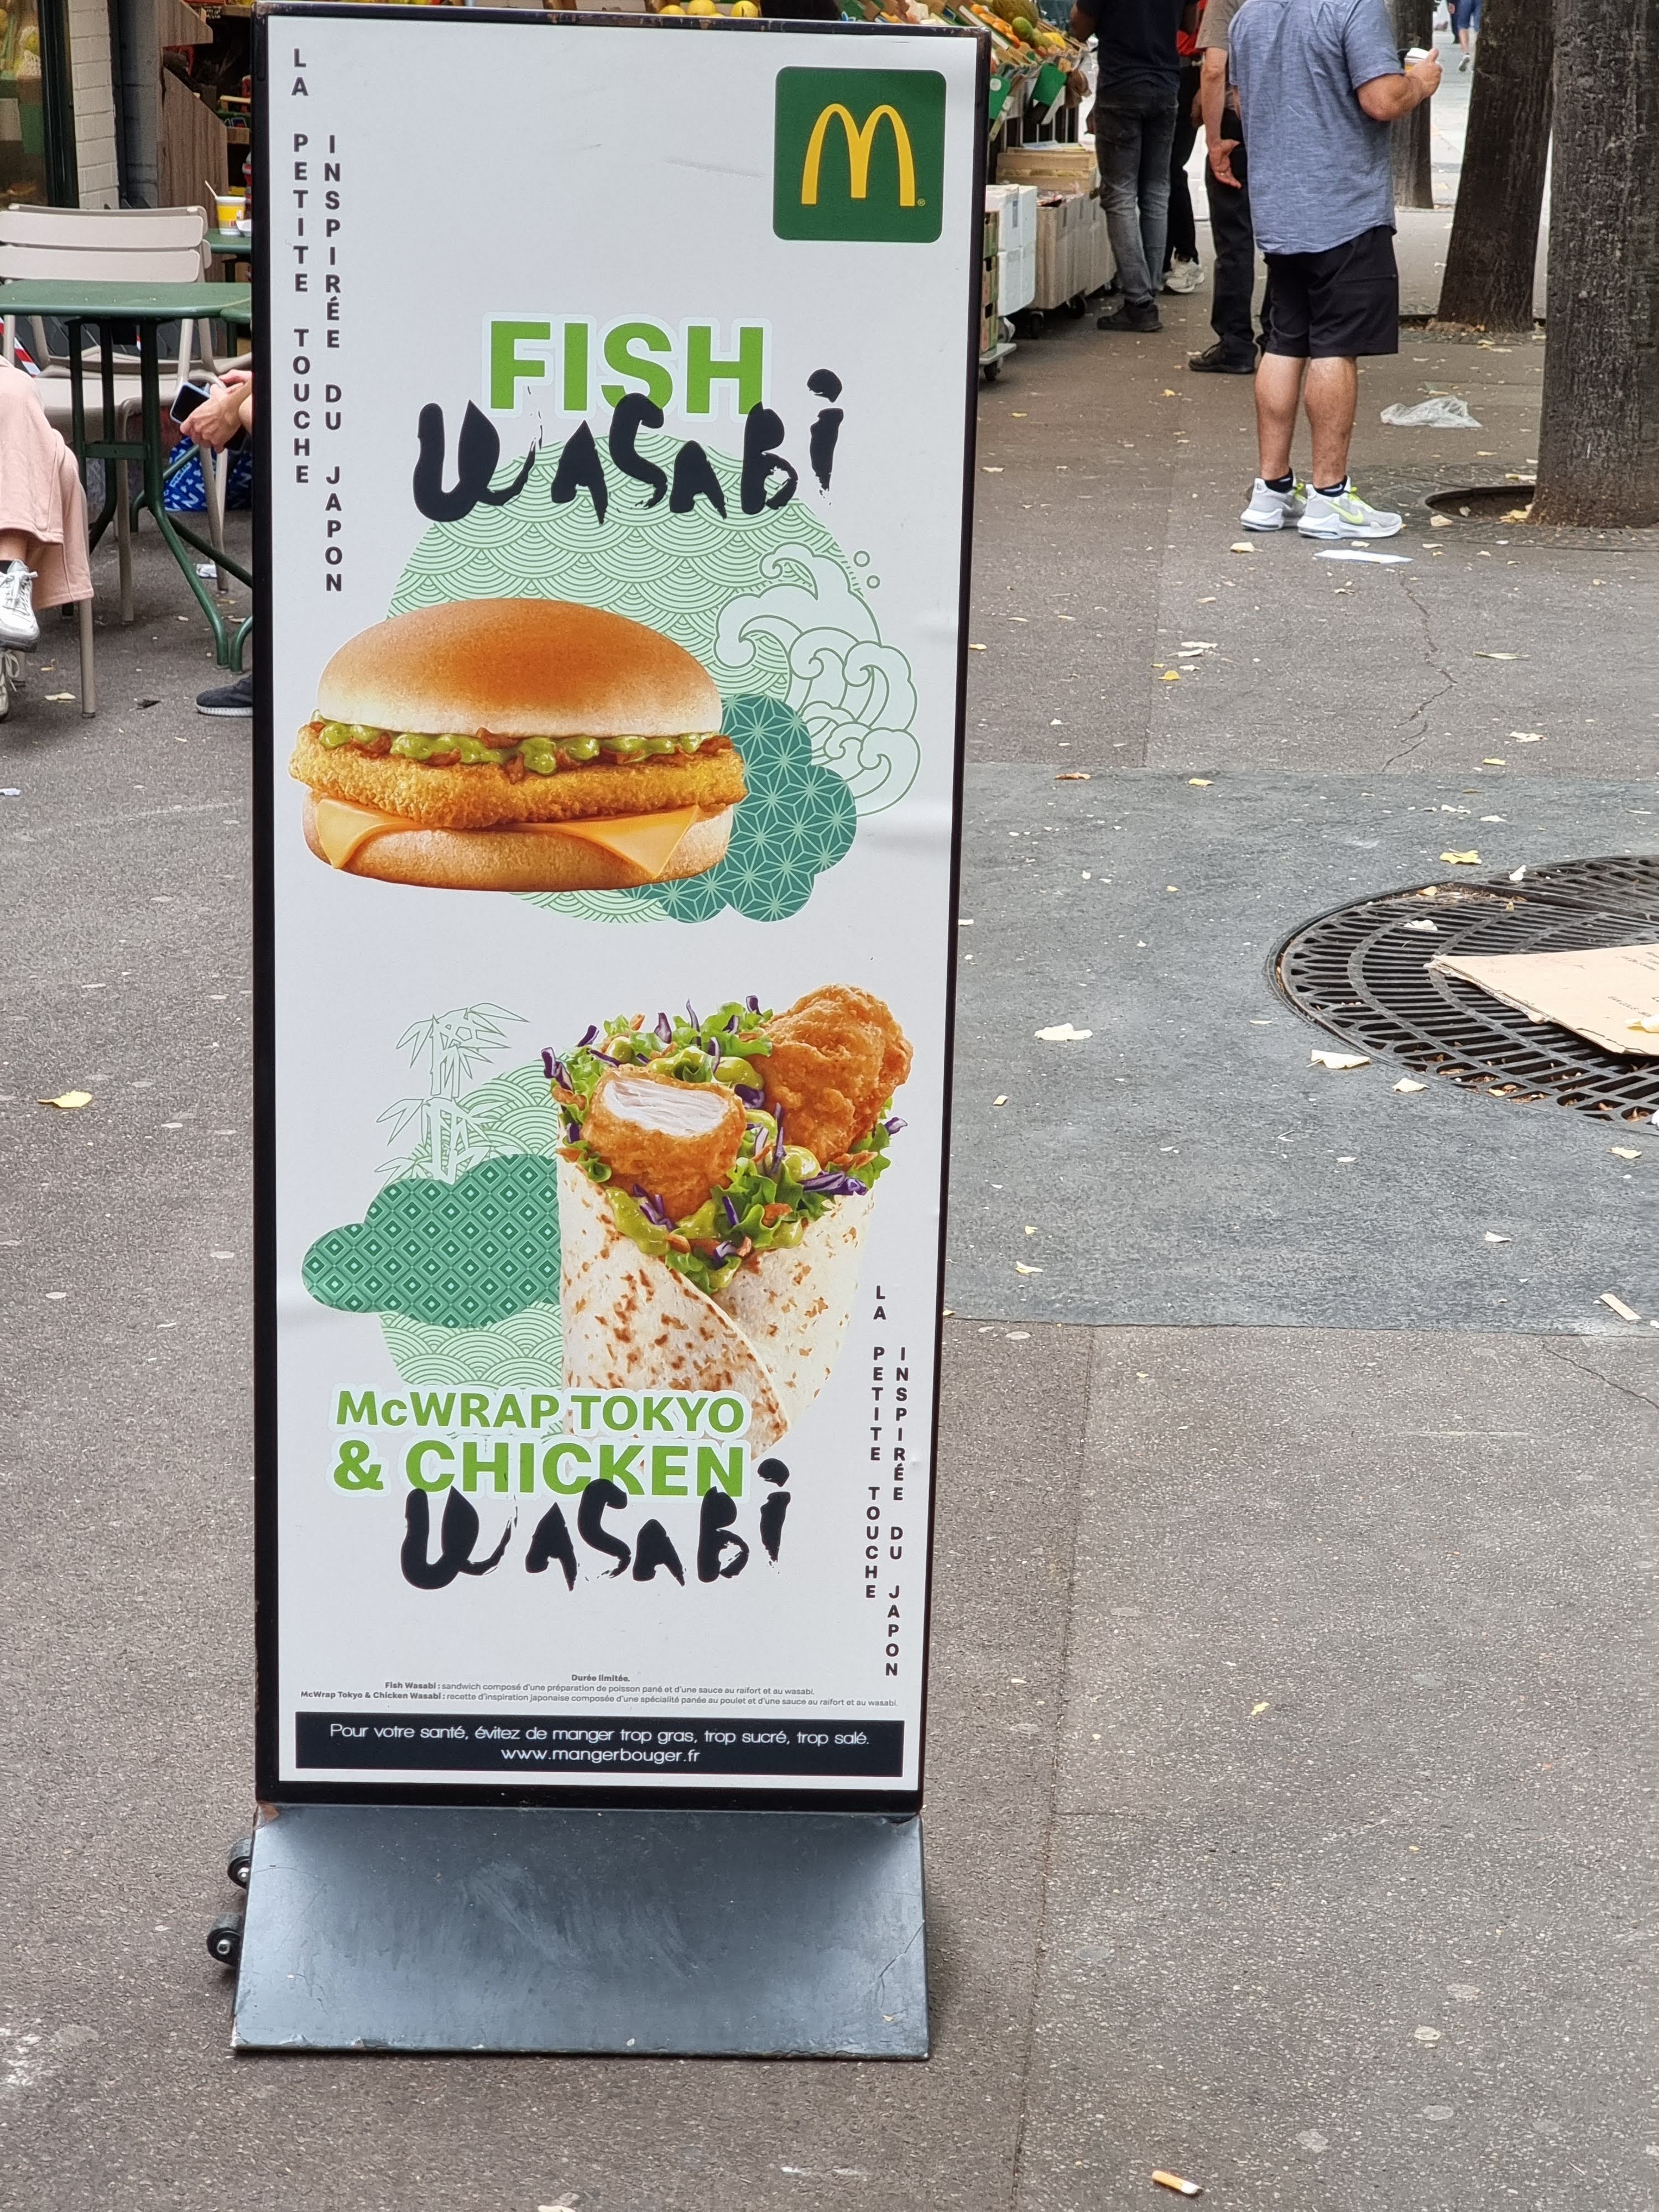 LA PETITE TOUCHE
INSPIRÉE DU JAPON
M
FISH
WASABI
McWRAP TOKYO
& CHICKEN
WASABI
LA PETITE TOUCHE
INSPIRÉE DU JAPON
Durée limitée.
Fish Wasabi : sandwich composé d'une préparation de poisson pané et d'une sauce au raifort et au wasabi.
McWrap Tokyo & Chicken Wasabi : recette d'inspiration japonaise composée d'une spécialité panée au poulet et d'une sauce au raifort et au wasabi.
Pour votre santé, évitez de manger trop gras, trop sucré, trop salé.
www.mangerbouger.fr